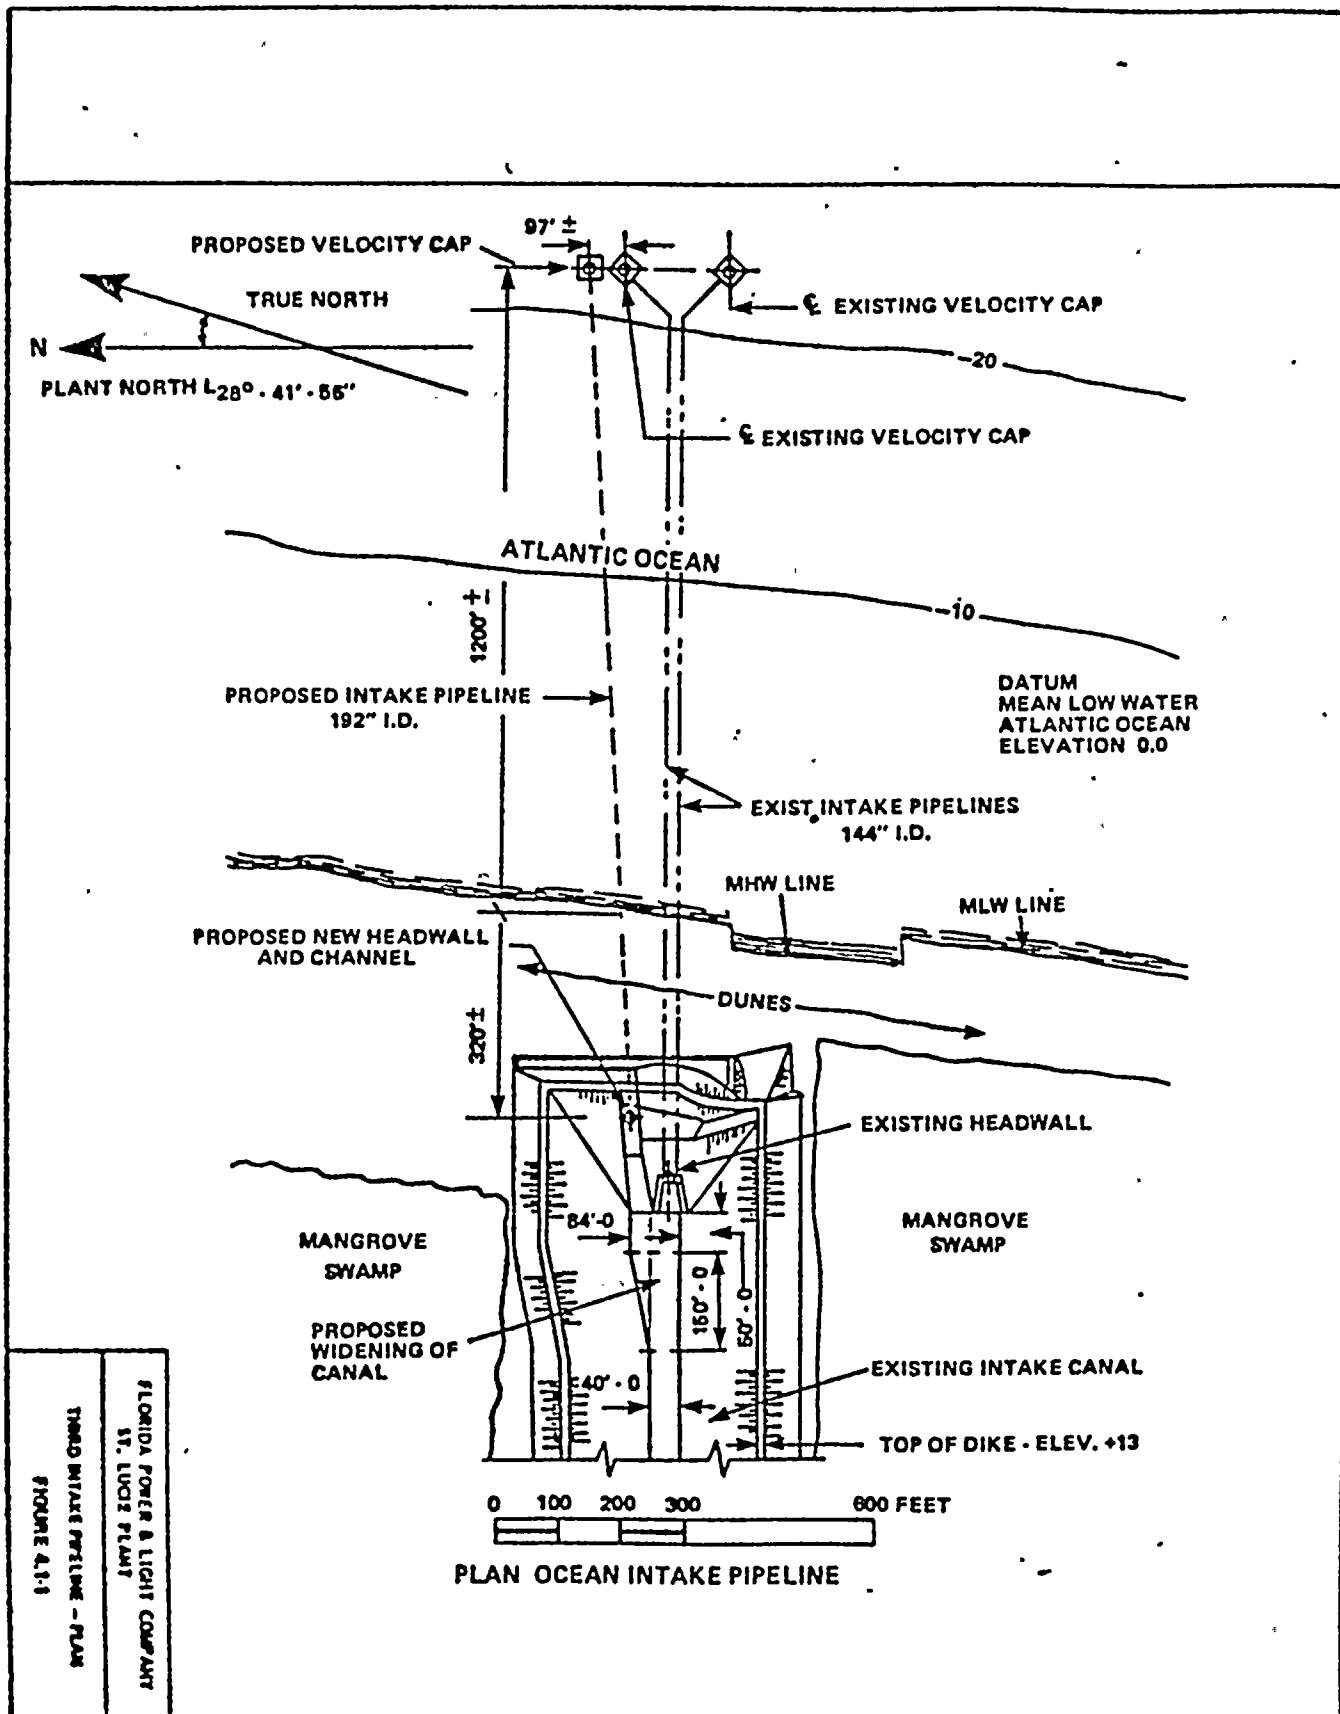 97' ±
PROPOSED VELOCITY CAP
TRUE NORTH
℄ EXISTING VELOCITY CAP
N
-20
PLANT NORTH L28° - 41' - 56"
℄ EXISTING VELOCITY CAP
ATLANTIC OCEAN
-10
1200' ±
PROPOSED INTAKE PIPELINE
192" I.D.
DATUM
MEAN LOW WATER
ATLANTIC OCEAN
ELEVATION 0.0
EXIST. INTAKE PIPELINES
144" I.D.
MHW LINE
MLW LINE
PROPOSED NEW HEADWALL
AND CHANNEL
DUNES
320' ±
EXISTING HEADWALL
84'-0
MANGROVE
SWAMP
MANGROVE
SWAMP
150' - 0
50' - 0
PROPOSED
WIDENING OF
CANAL
EXISTING INTAKE CANAL
40' - 0
TOP OF DIKE - ELEV. +13
0 100 200 300 600 FEET
PLAN OCEAN INTAKE PIPELINE
FLORIDA POWER & LIGHT COMPANY
ST. LUCIE PLANT
THIRD INTAKE PIPELINE - PLAN
FIGURE 4.1-1